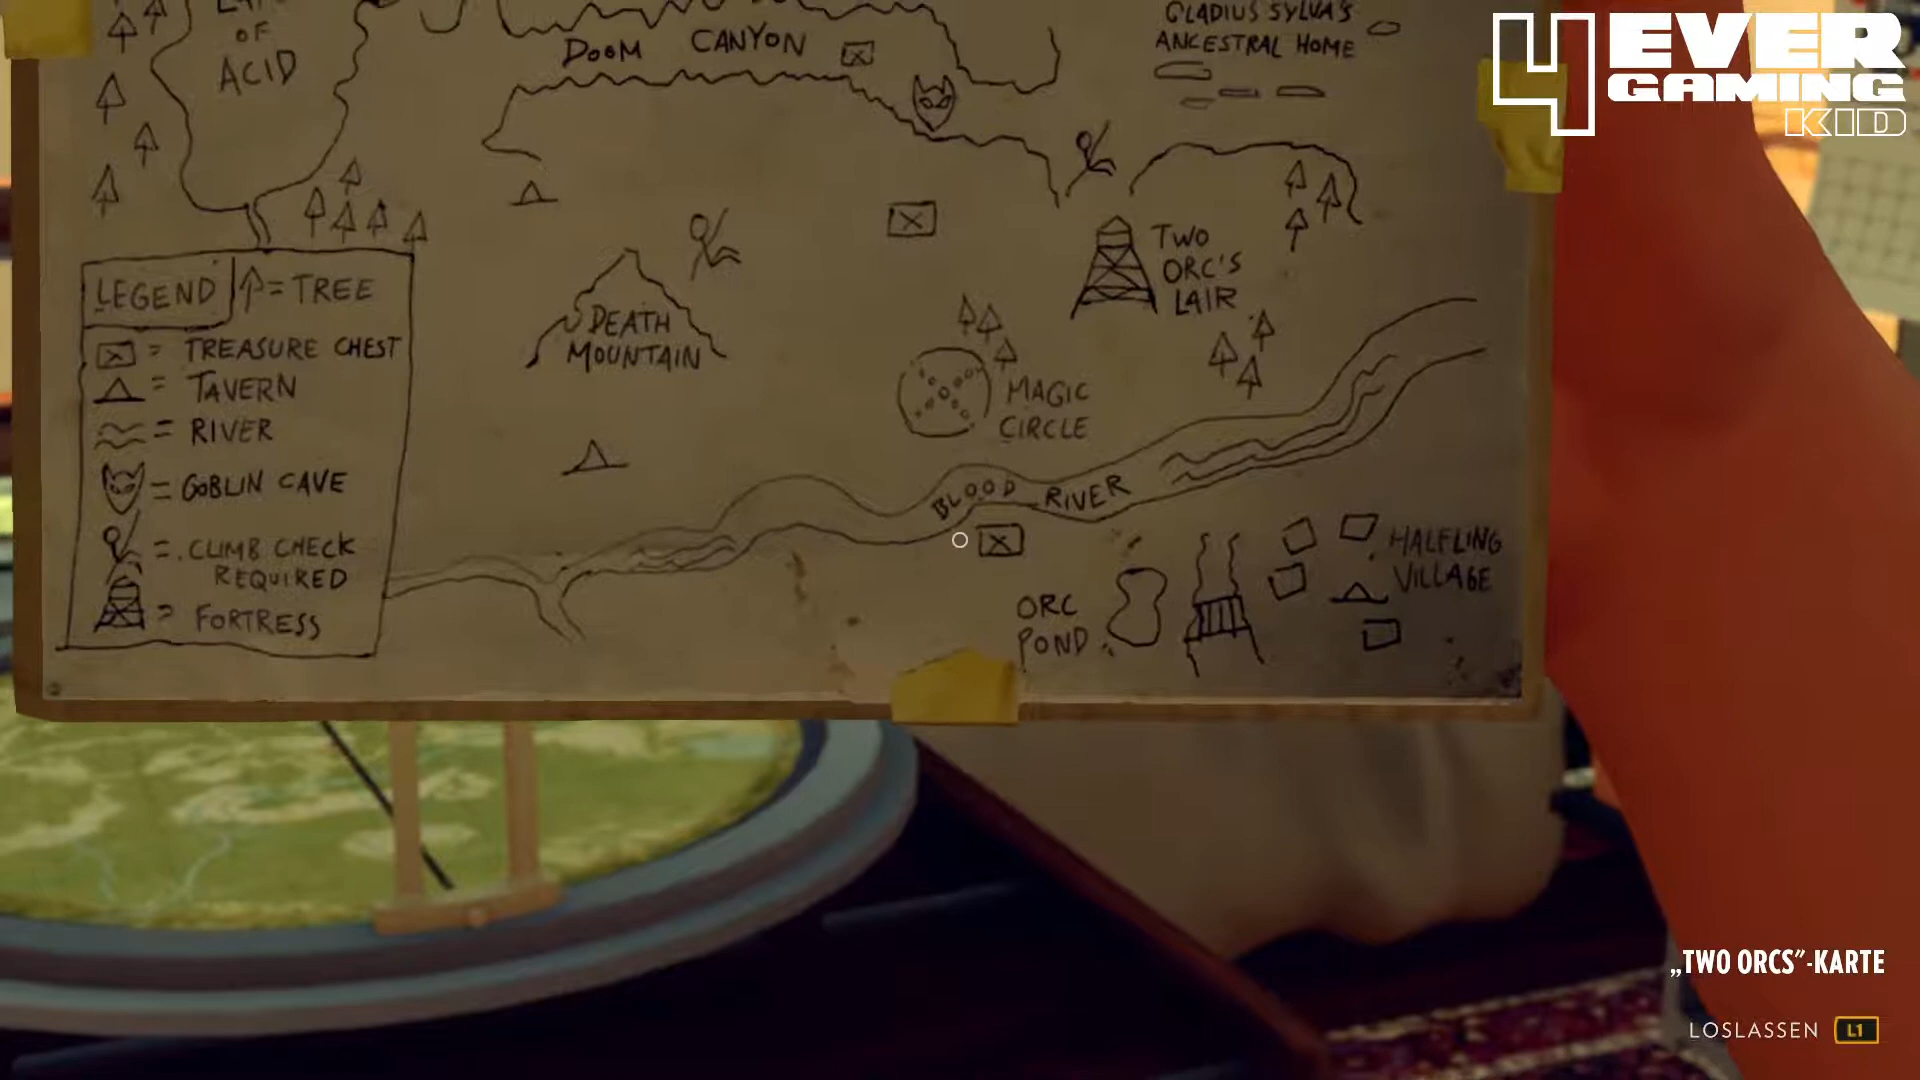 OF
ACID
DOOM CANYON
GLADIUS SYLVA'S
ANCESTRAL HOME
4 EVER
GAMING
KID
LEGEND
= TREE
= TREASURE CHEST
= TAVERN
= RIVER
= GOBLIN CAVE
= CLIMB CHECK
REQUIRED
= FORTRESS
DEATH
MOUNTAIN
TWO
ORC'S
LAIR
MAGIC
CIRCLE
BLOOD RIVER
HALFLING
VILLAGE
ORC
POND
„TWO ORCS”-KARTE
LOSLASSEN L1